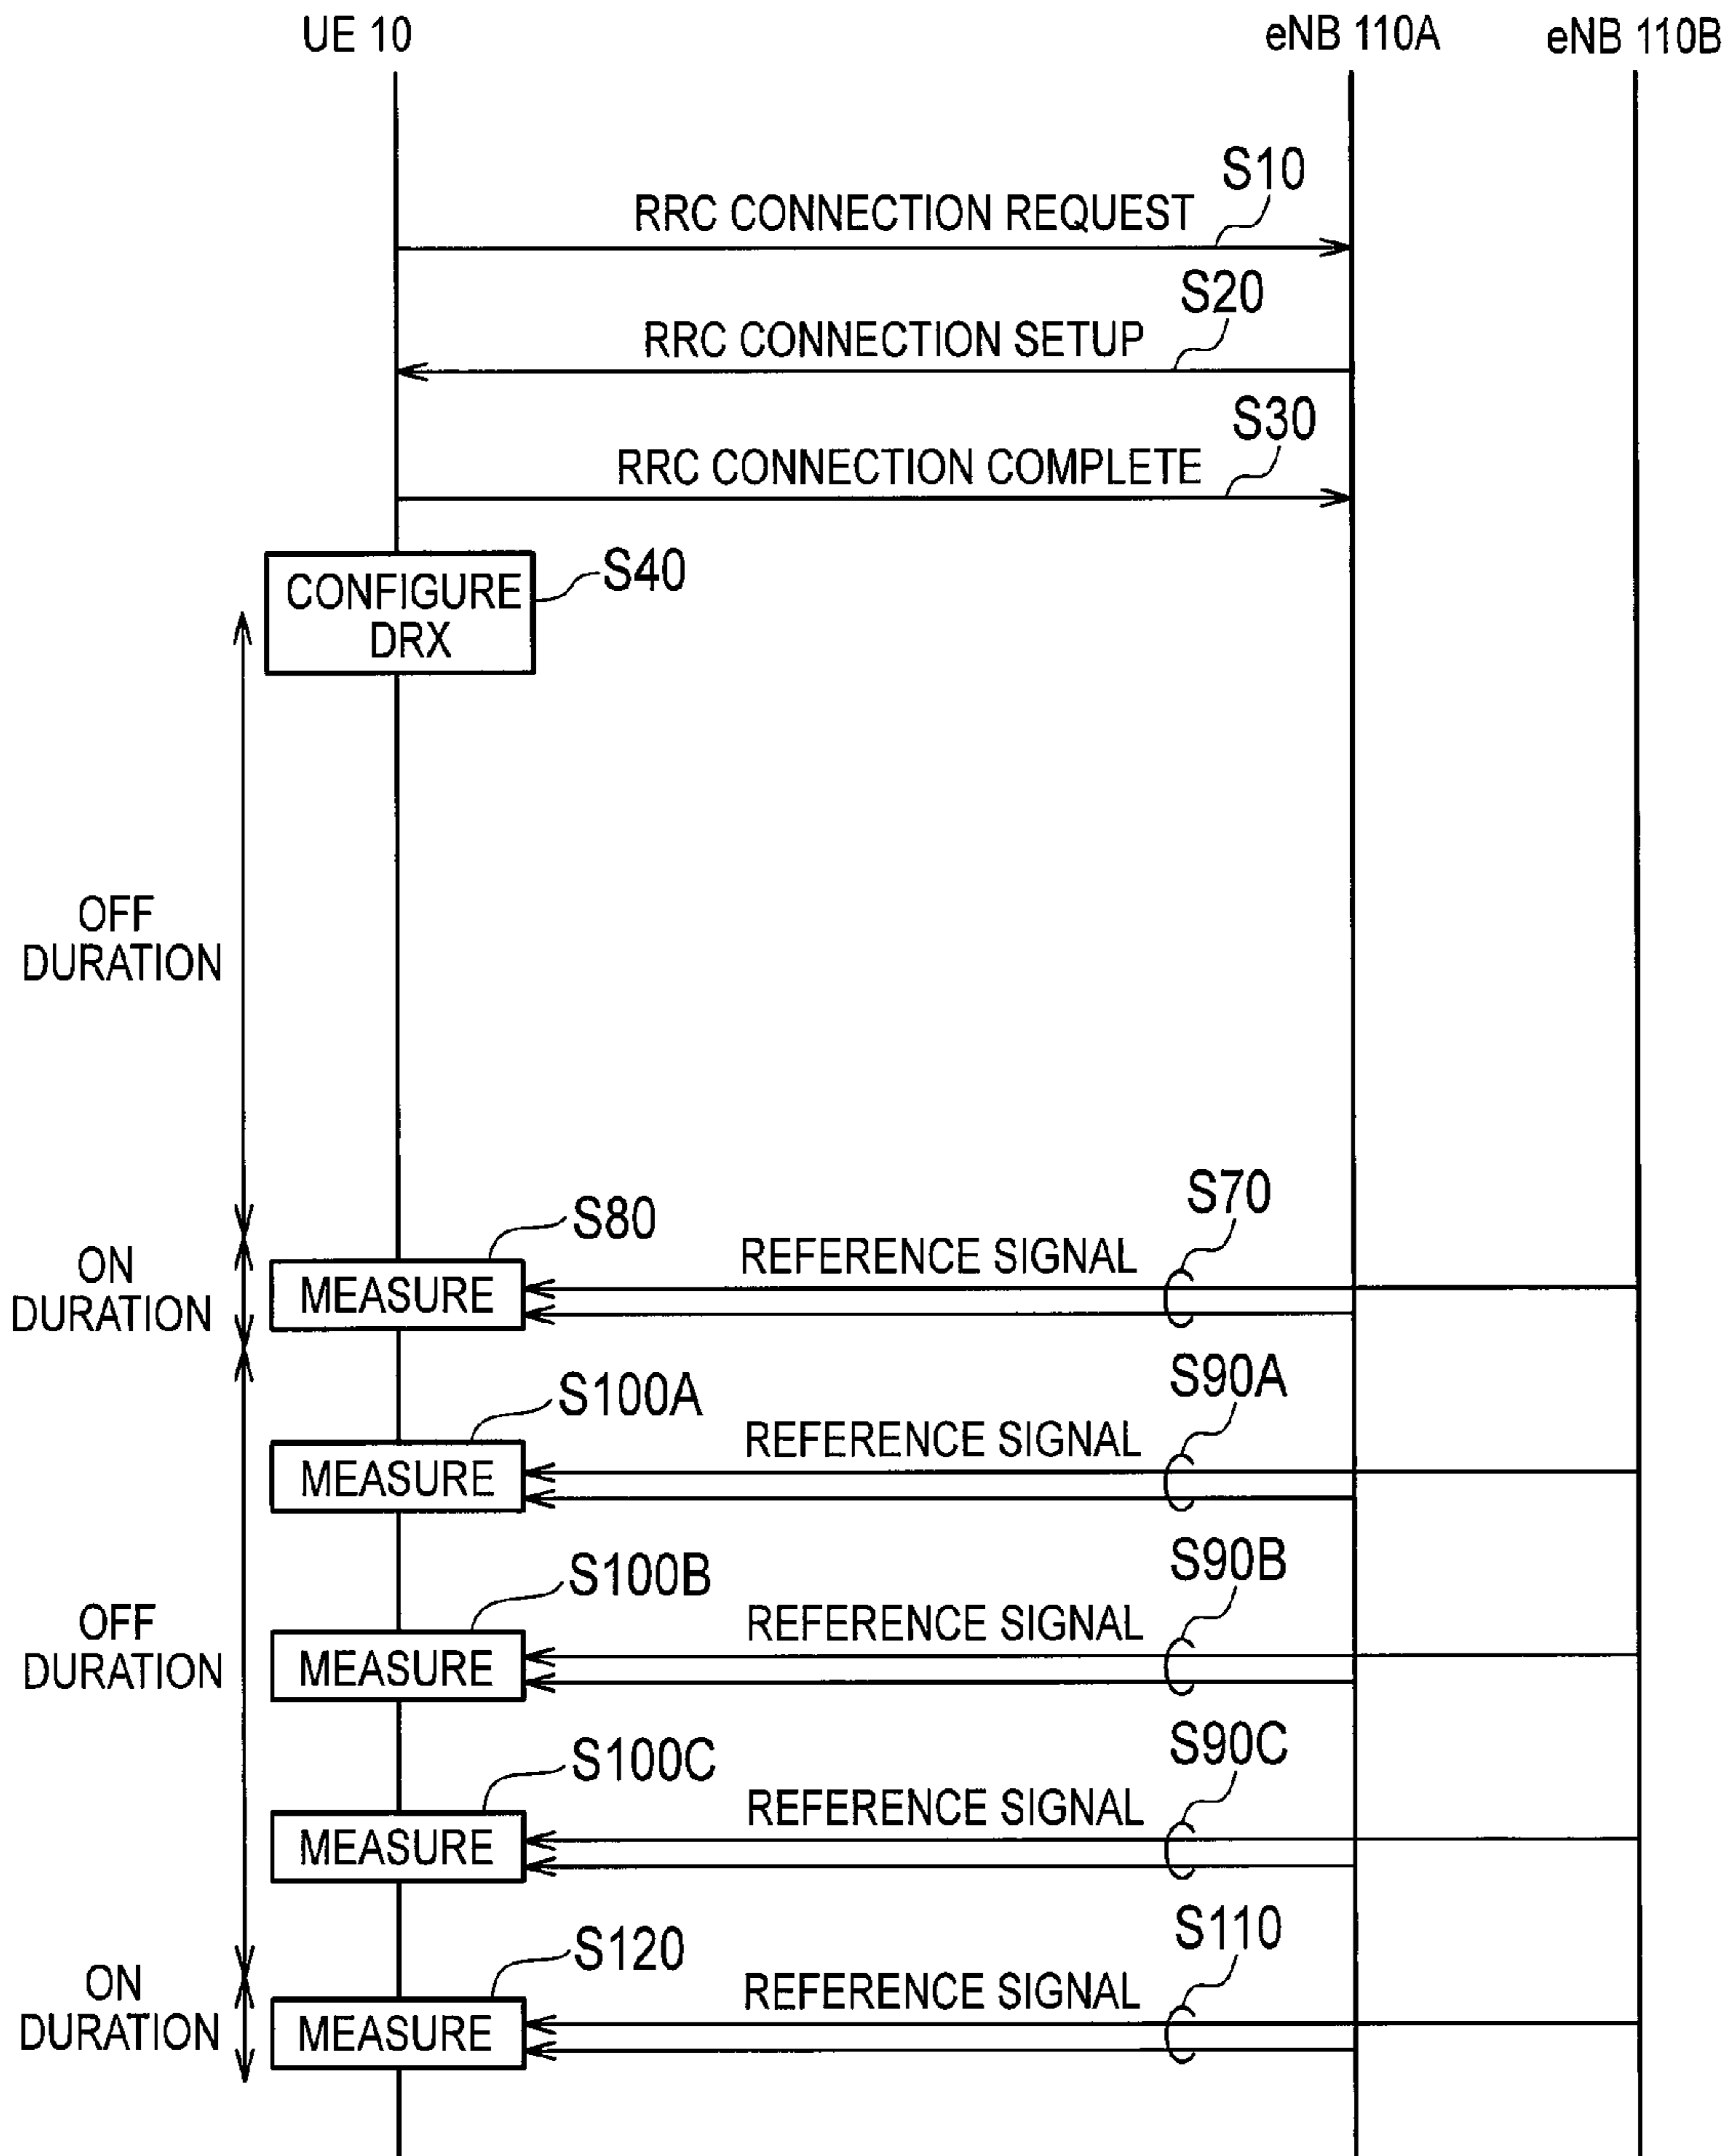 UE 10
eNB 110A
eNB 110B
S10
RRC CONNECTION REQUEST
S20
RRC CONNECTION SETUP
S30
RRC CONNECTION COMPLETE
S40
CONFIGURE
DRX
OFF
DURATION
S70
S80
REFERENCE SIGNAL
ON
DURATION
MEASURE
S90A
S100A
REFERENCE SIGNAL
MEASURE
S90B
S100B
REFERENCE SIGNAL
OFF
DURATION
MEASURE
S90C
S100C
REFERENCE SIGNAL
MEASURE
S110
S120
REFERENCE SIGNAL
ON
DURATION
MEASURE